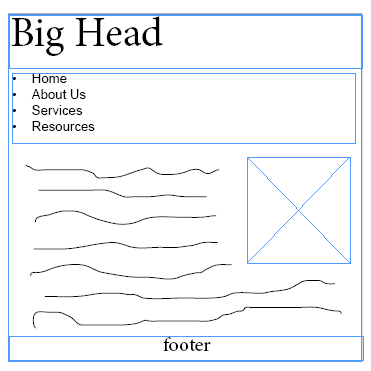 Big Head
• Home
• About Us
• Services
• Resources
footer